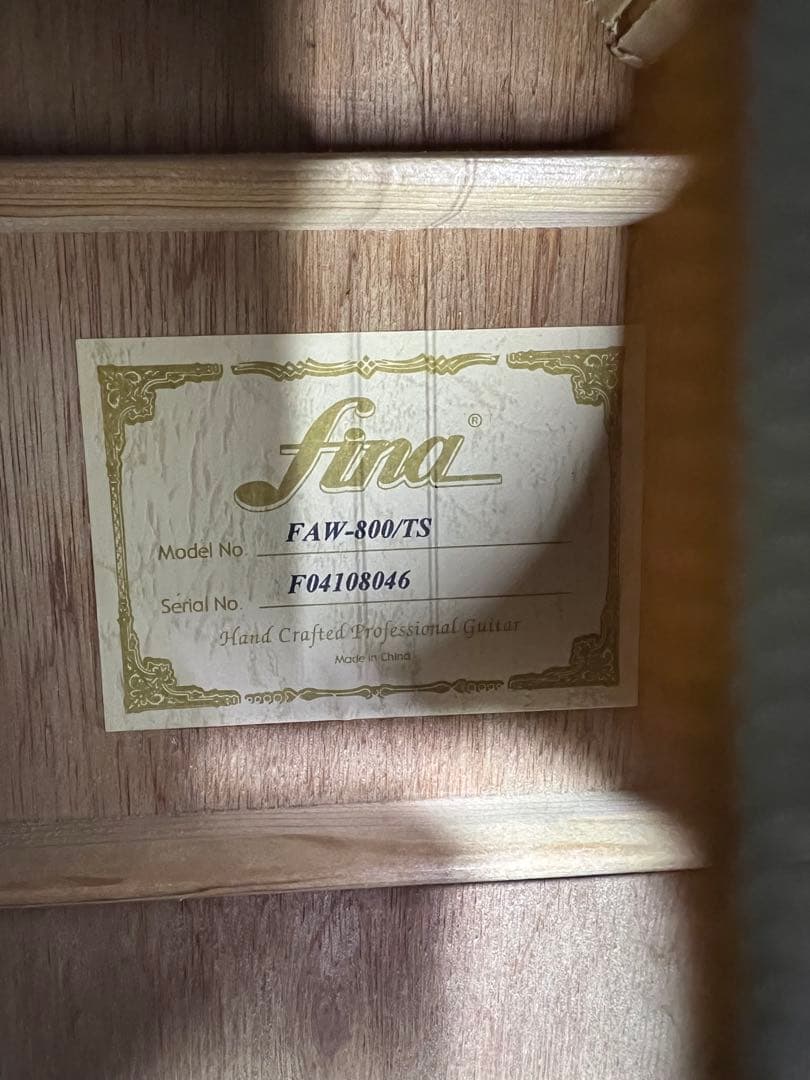 fina®
Model No. FAW-800/TS
Serial No. F04108046
Hand Crafted Professional Guitar
Made in China